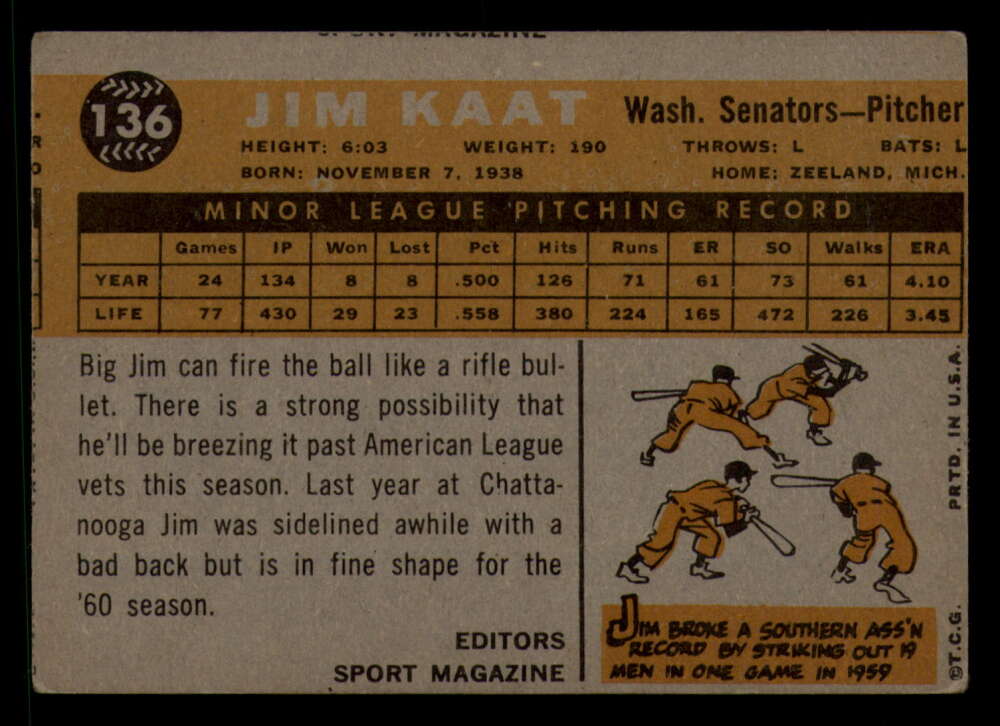 SPORT MAGAZINE
136
JIM KAAT
Wash. Senators—Pitcher
HEIGHT: 6:03 WEIGHT: 190 THROWS: L BATS: L
BORN: NOVEMBER 7, 1938 HOME: ZEELAND, MICH.
MINOR LEAGUE PITCHING RECORD
Games IP Won Lost Pct Hits Runs ER SO Walks ERA
YEAR 24 134 8 8 .500 126 71 61 73 61 4.10
LIFE 77 430 29 23 .558 380 224 165 472 226 3.45
Big Jim can fire the ball like a rifle bul-
let. There is a strong possibility that
he'll be breezing it past American League
vets this season. Last year at Chatta-
nooga Jim was sidelined awhile with a
bad back but is in fine shape for the
'60 season.
EDITORS
SPORT MAGAZINE
JIM BROKE A SOUTHERN ASS'N
RECORD BY STRIKING OUT 19
MEN IN ONE GAME IN 1959
©T.C.G. PRTD. IN U.S.A.